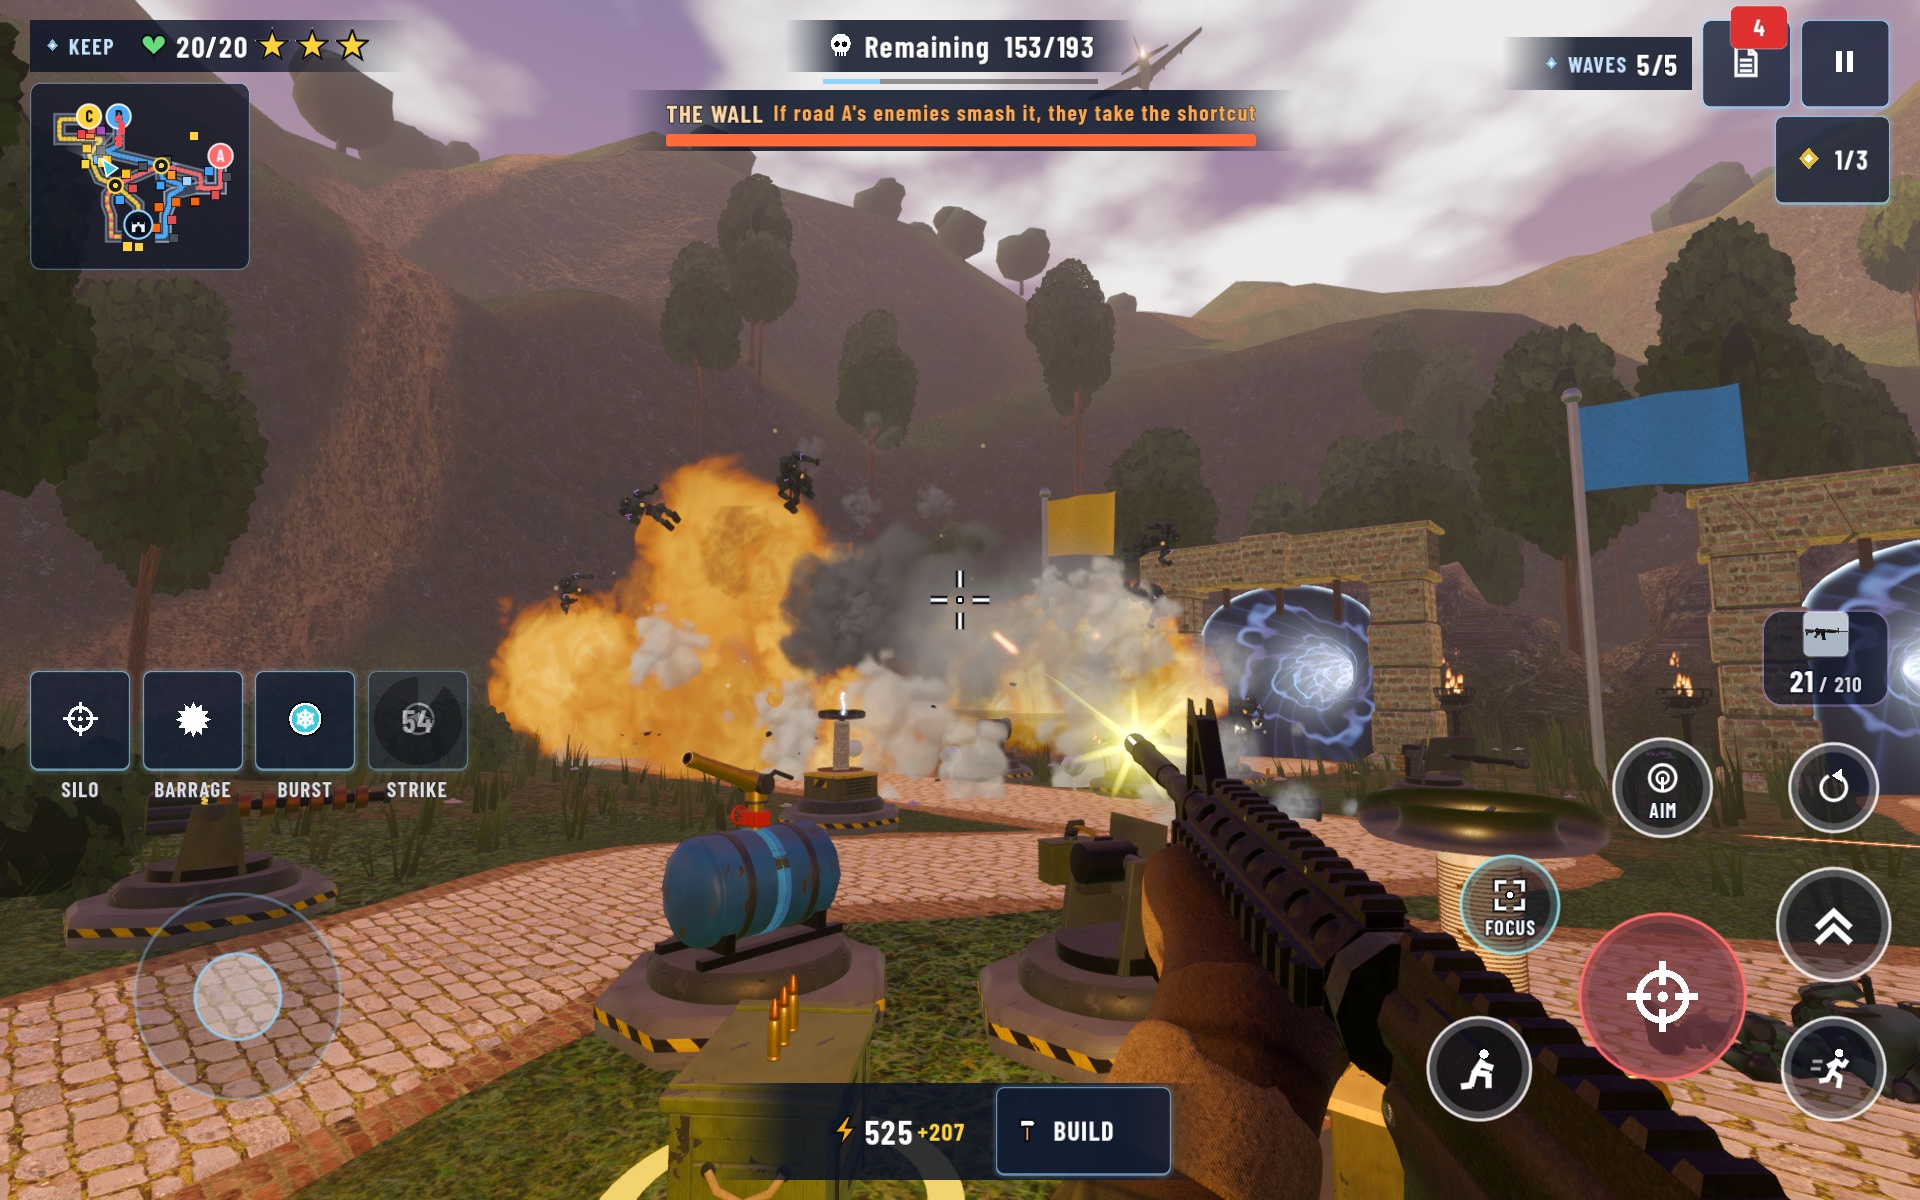 KEEP 20/20
Remaining 153/193
WAVES 5/5
4
THE WALL If road A's enemies smash it, they take the shortcut
1/3
C
A
21 / 210
54
SILO
BARRAGE
BURST
STRIKE
AIM
FOCUS
525 +207
BUILD